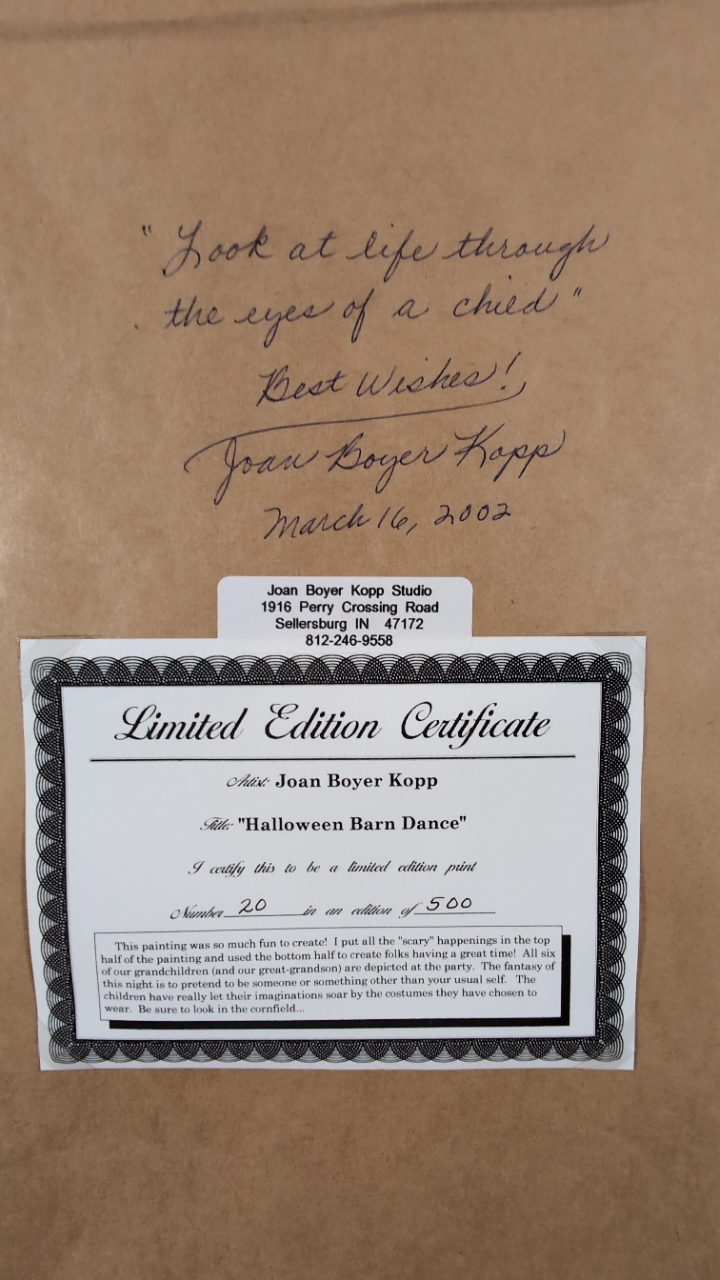 "Look at life through
the eyes of a child"
Best Wishes!
Joan Boyer Kopp
March 16, 2002
Joan Boyer Kopp Studio
1916 Perry Crossing Road
Sellersburg IN 47172
812-246-9558
Limited Edition Certificate
Artist: Joan Boyer Kopp
Title: "Halloween Barn Dance"
I certify this to be a limited edition print
Number 20 in an edition of 500
This painting was so much fun to create! I put all the "scary" happenings in the top
half of the painting and used the bottom half to create folks having a great time! All six
of our grandchildren (and our great-grandson) are depicted at the party. The fantasy of
this night is to pretend to be someone or something other than your usual self. The
children have really let their imaginations soar by the costumes they have chosen to
wear. Be sure to look in the cornfield...